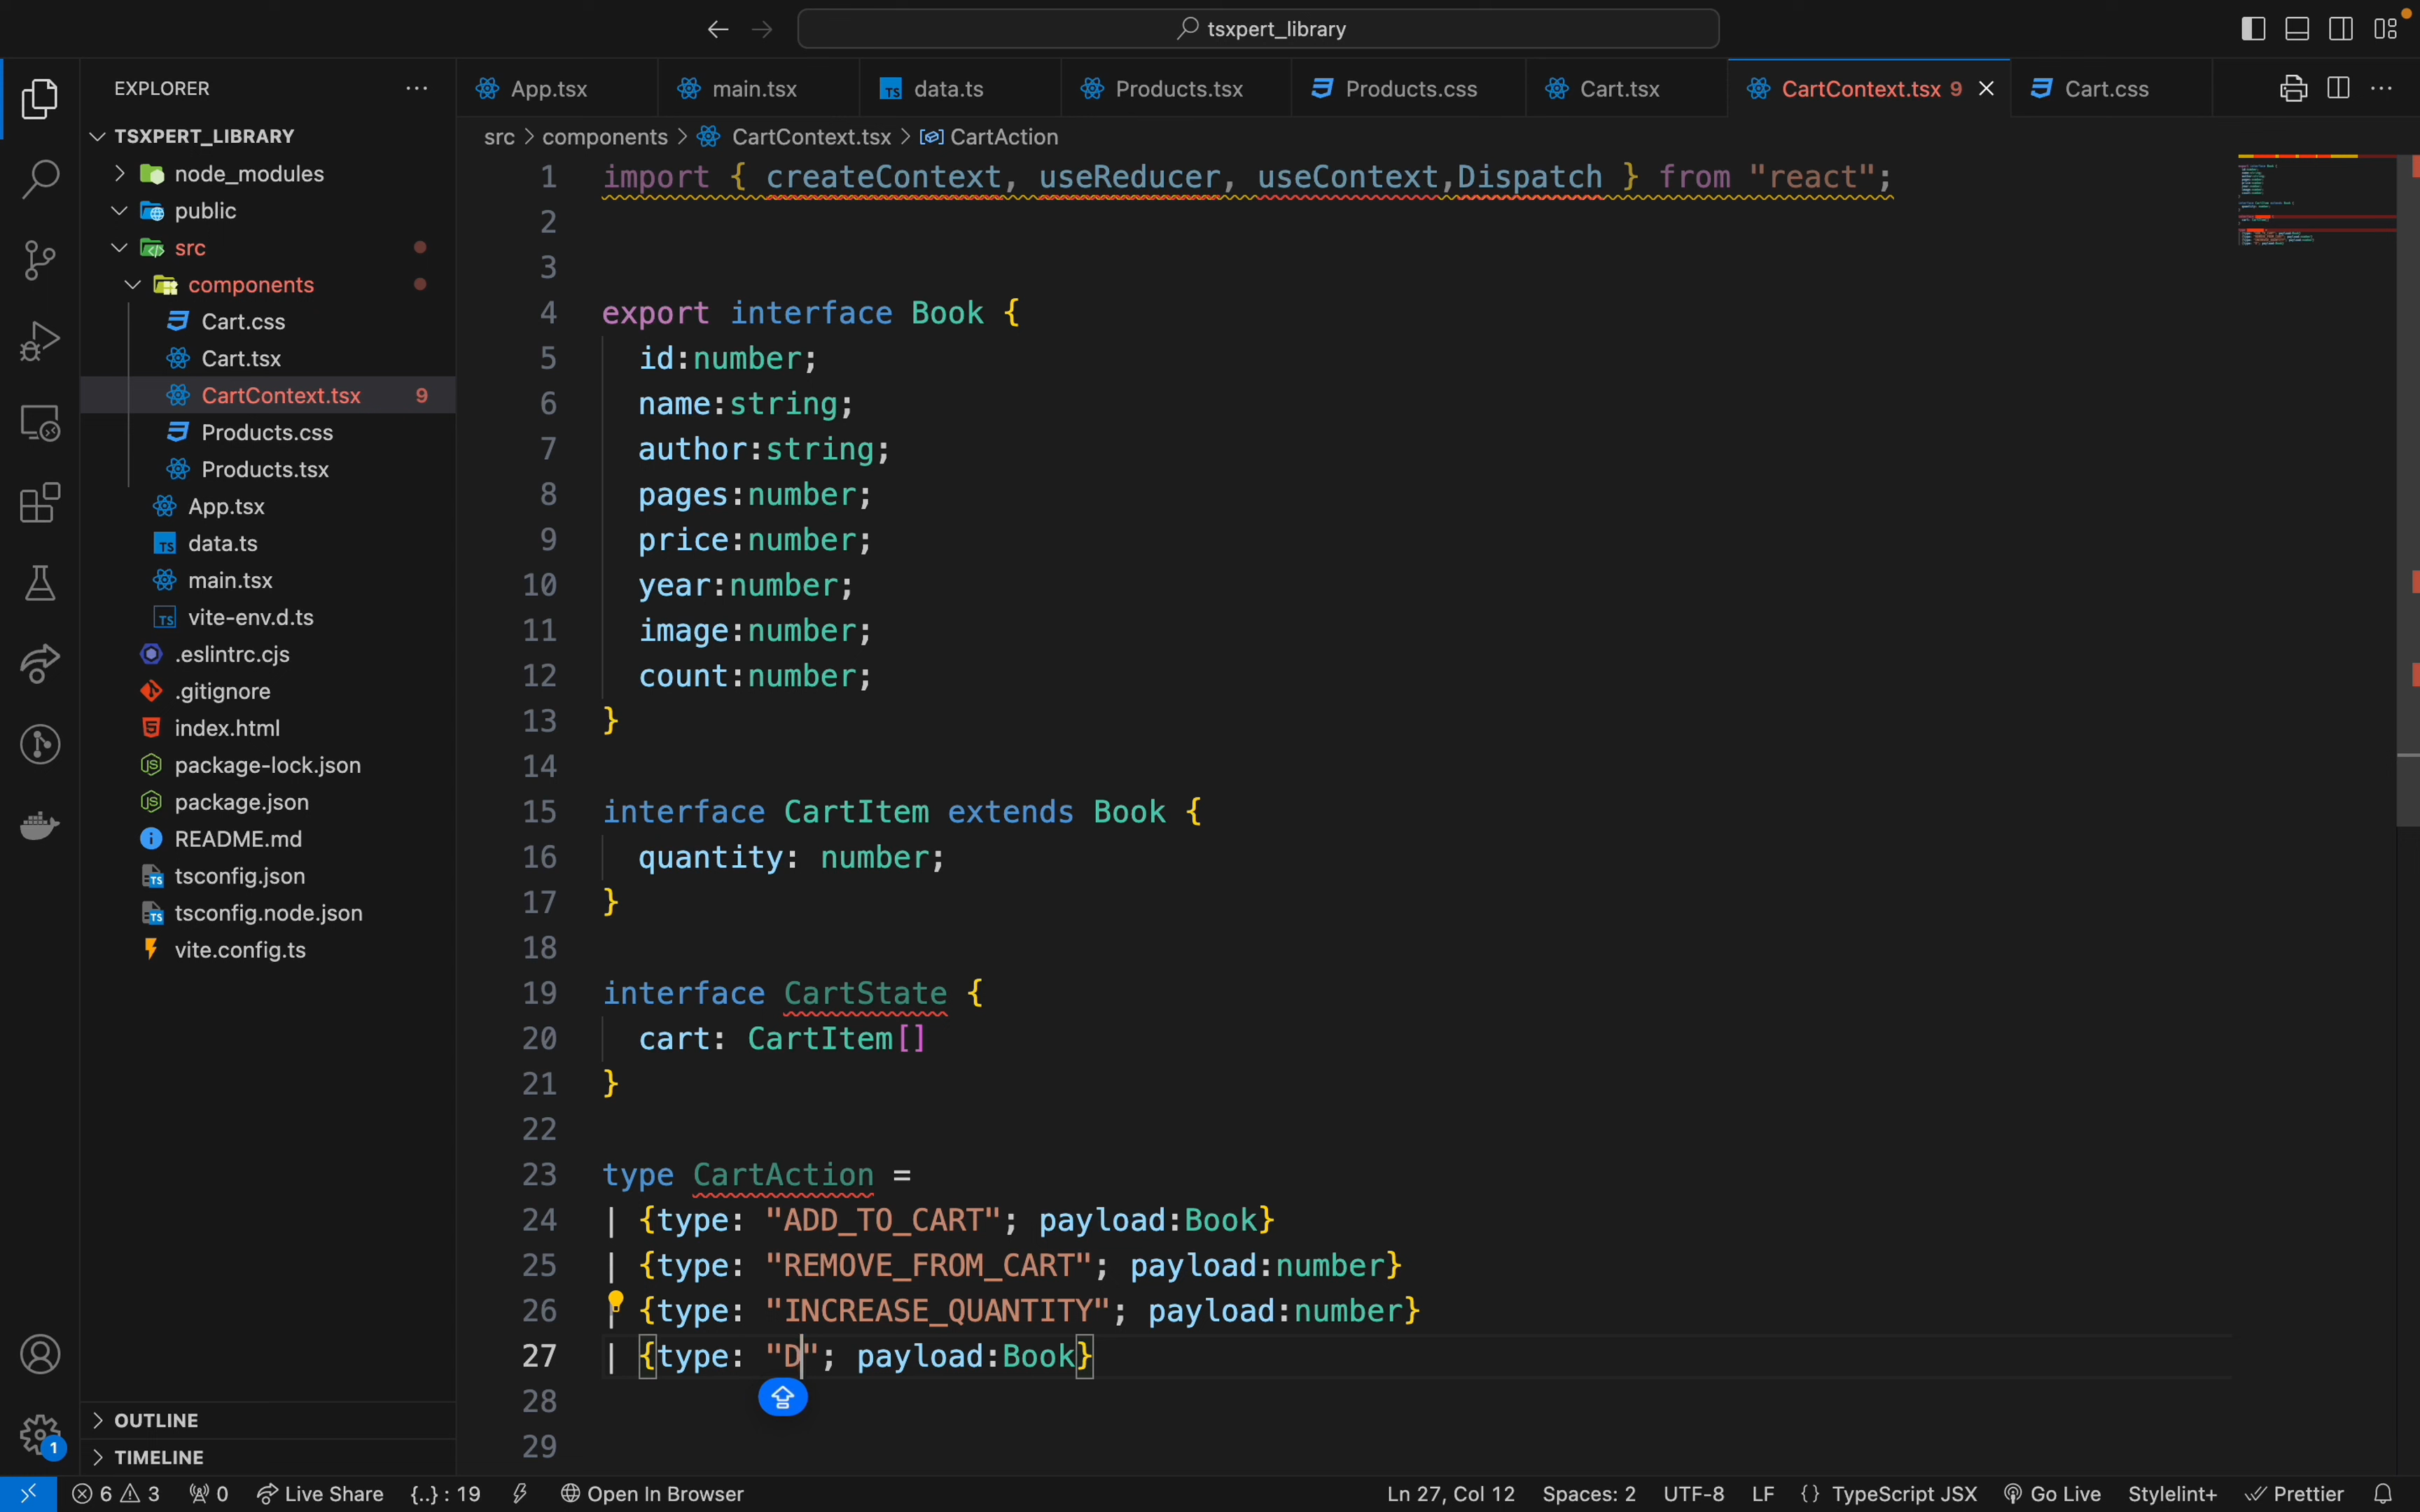 tsxpert_library
EXPLORER
TSXPERT_LIBRARY
node_modules
public
src
components
Cart.css
Cart.tsx
CartContext.tsx 9
Products.css
Products.tsx
App.tsx
data.ts
main.tsx
vite-env.d.ts
.eslintrc.cjs
.gitignore
index.html
package-lock.json
package.json
README.md
tsconfig.json
tsconfig.node.json
vite.config.ts
OUTLINE
TIMELINE
1
App.tsx main.tsx data.ts Products.tsx Products.css Cart.tsx CartContext.tsx 9 Cart.css
src > components > CartContext.tsx > CartAction
1 import { createContext, useReducer, useContext,Dispatch } from "react";
2
3
4 export interface Book {
5 id:number;
6 name:string;
7 author:string;
8 pages:number;
9 price:number;
10 year:number;
11 image:number;
12 count:number;
13 }
14
15 interface CartItem extends Book {
16 quantity: number;
17 }
18
19 interface CartState {
20 cart: CartItem[]
21 }
22
23 type CartAction =
24 | {type: "ADD_TO_CART"; payload:Book}
25 | {type: "REMOVE_FROM_CART"; payload:number}
26 | {type: "INCREASE_QUANTITY"; payload:number}
27 | {type: "D"; payload:Book}
28
29
6 3 0 Live Share {..} : 19 Open In Browser Ln 27, Col 12 Spaces: 2 UTF-8 LF {} TypeScript JSX Go Live Stylelint+ Prettier